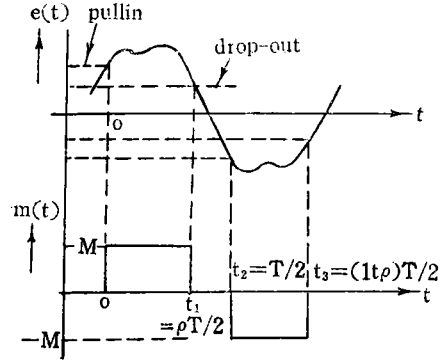 e(t)
pullin
drop-out
o
t
m(t)
M
t₂=T/2 t₃=(1tρ)T/2
o
t₁
=ρT/2
t
-M